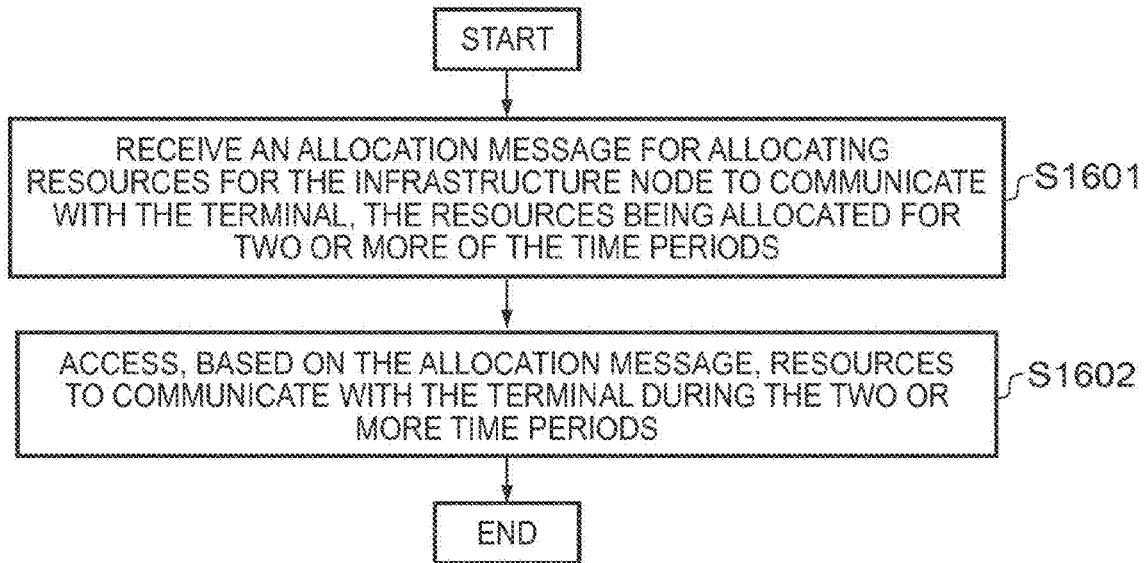 START
RECEIVE AN ALLOCATION MESSAGE FOR ALLOCATING
RESOURCES FOR THE INFRASTRUCTURE NODE TO COMMUNICATE
WITH THE TERMINAL, THE RESOURCES BEING ALLOCATED FOR
TWO OR MORE OF THE TIME PERIODS
S1601
ACCESS, BASED ON THE ALLOCATION MESSAGE, RESOURCES
TO COMMUNICATE WITH THE TERMINAL DURING THE TWO OR
MORE TIME PERIODS
S1602
END